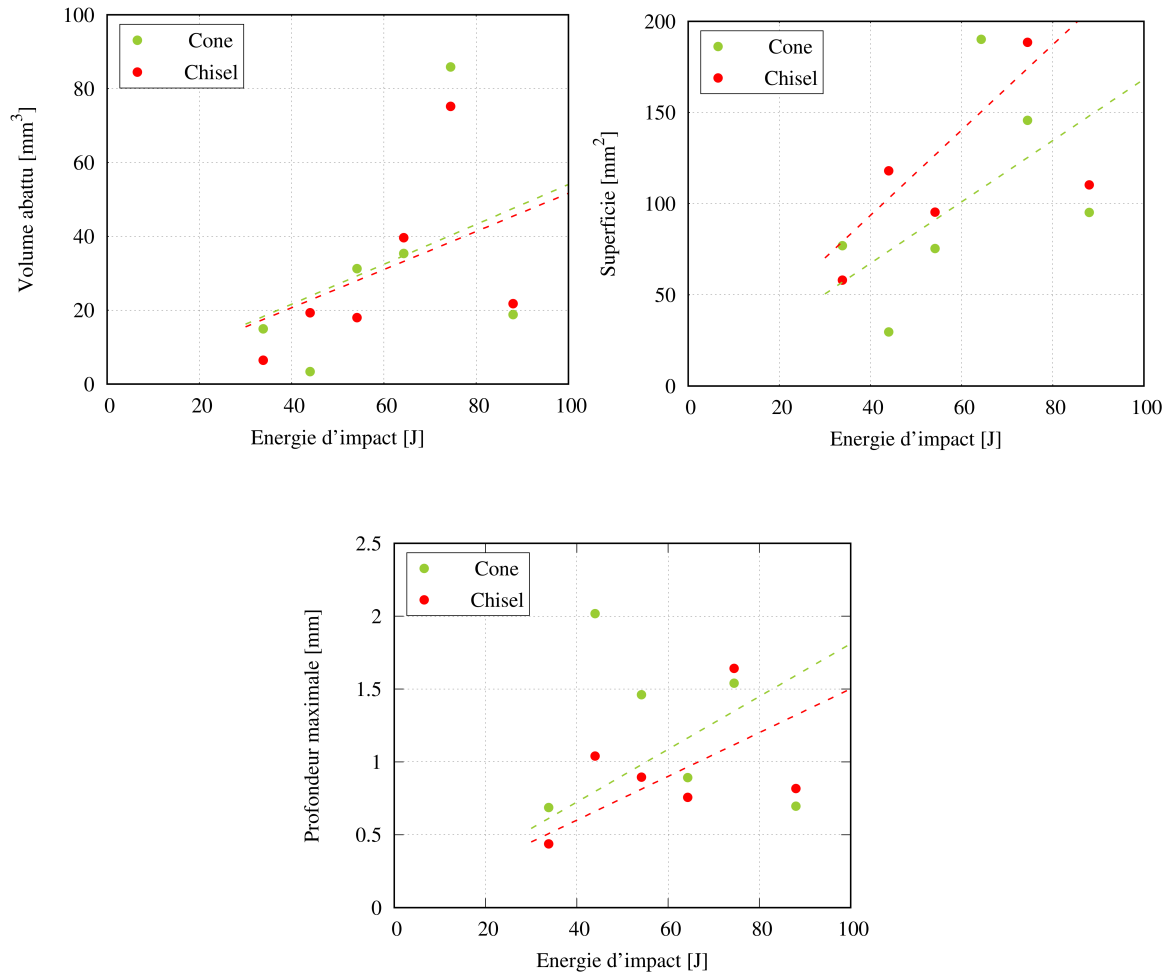 100
80
60
40
20
0
Volume abattu [mm³]
Cone
Chisel
0 20 40 60 80 100
Energie d’impact [J]
200
150
100
50
0
Superficie [mm²]
Cone
Chisel
0 20 40 60 80 100
Energie d’impact [J]
2.5
2
1.5
1
0.5
0
Profondeur maximale [mm]
Cone
Chisel
0 20 40 60 80 100
Energie d’impact [J]